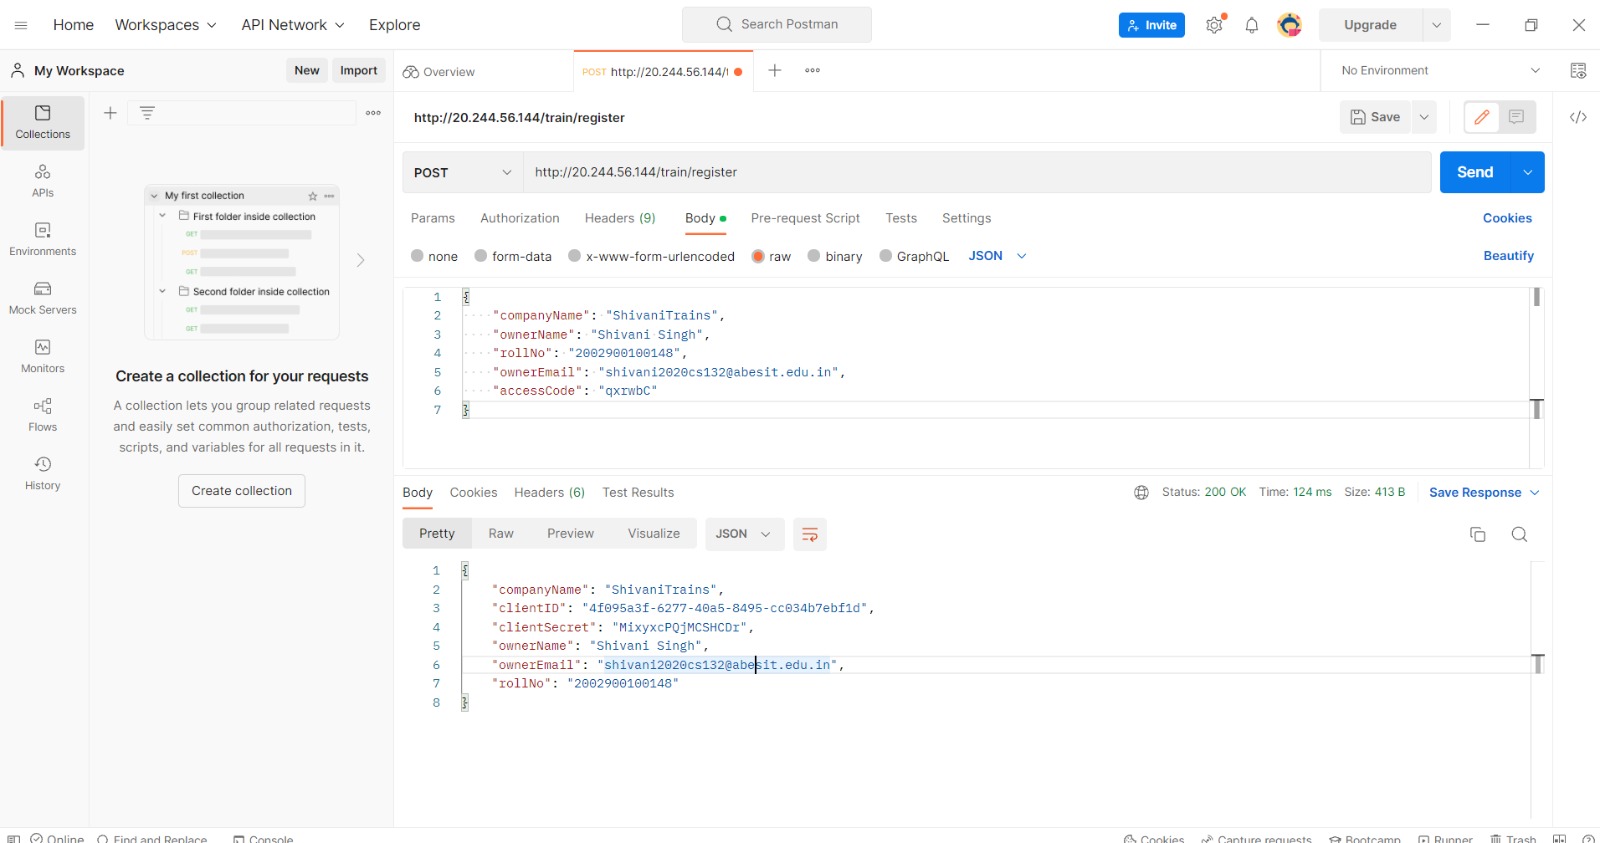 Home Workspaces API Network Explore Search Postman Invite Upgrade
My Workspace New Import Overview POST http://20.244.56.144/t No Environment
Collections
APIs
Environments
Mock Servers
Monitors
Flows
History
My first collection
First folder inside collection
GET
POST
GET
Second folder inside collection
GET
GET
Create a collection for your requests
A collection lets you group related requests
and easily set common authorization, tests,
scripts, and variables for all requests in it.
Create collection
http://20.244.56.144/train/register Save
POST http://20.244.56.144/train/register Send
Params Authorization Headers (9) Body Pre-request Script Tests Settings Cookies
none form-data x-www-form-urlencoded raw binary GraphQL JSON Beautify
1 {
2 "companyName": "ShivaniTrains",
3 "ownerName": "Shivani Singh",
4 "rollNo": "2002900100148",
5 "ownerEmail": "shivani2020cs132@abesit.edu.in",
6 "accessCode": "qxrwbC"
7 }
Body Cookies Headers (6) Test Results Status: 200 OK Time: 124 ms Size: 413 B Save Response
Pretty Raw Preview Visualize JSON
1 {
2 "companyName": "ShivaniTrains",
3 "clientID": "4f095a3f-6277-40a5-8495-cc034b7ebf1d",
4 "clientSecret": "MixyxcPQjMCSHCDr",
5 "ownerName": "Shivani Singh",
6 "ownerEmail": "shivani2020cs132@abesit.edu.in",
7 "rollNo": "2002900100148"
8 }
Online Find and Replace Console Cookies Capture requests Bootcamp Runner Trash